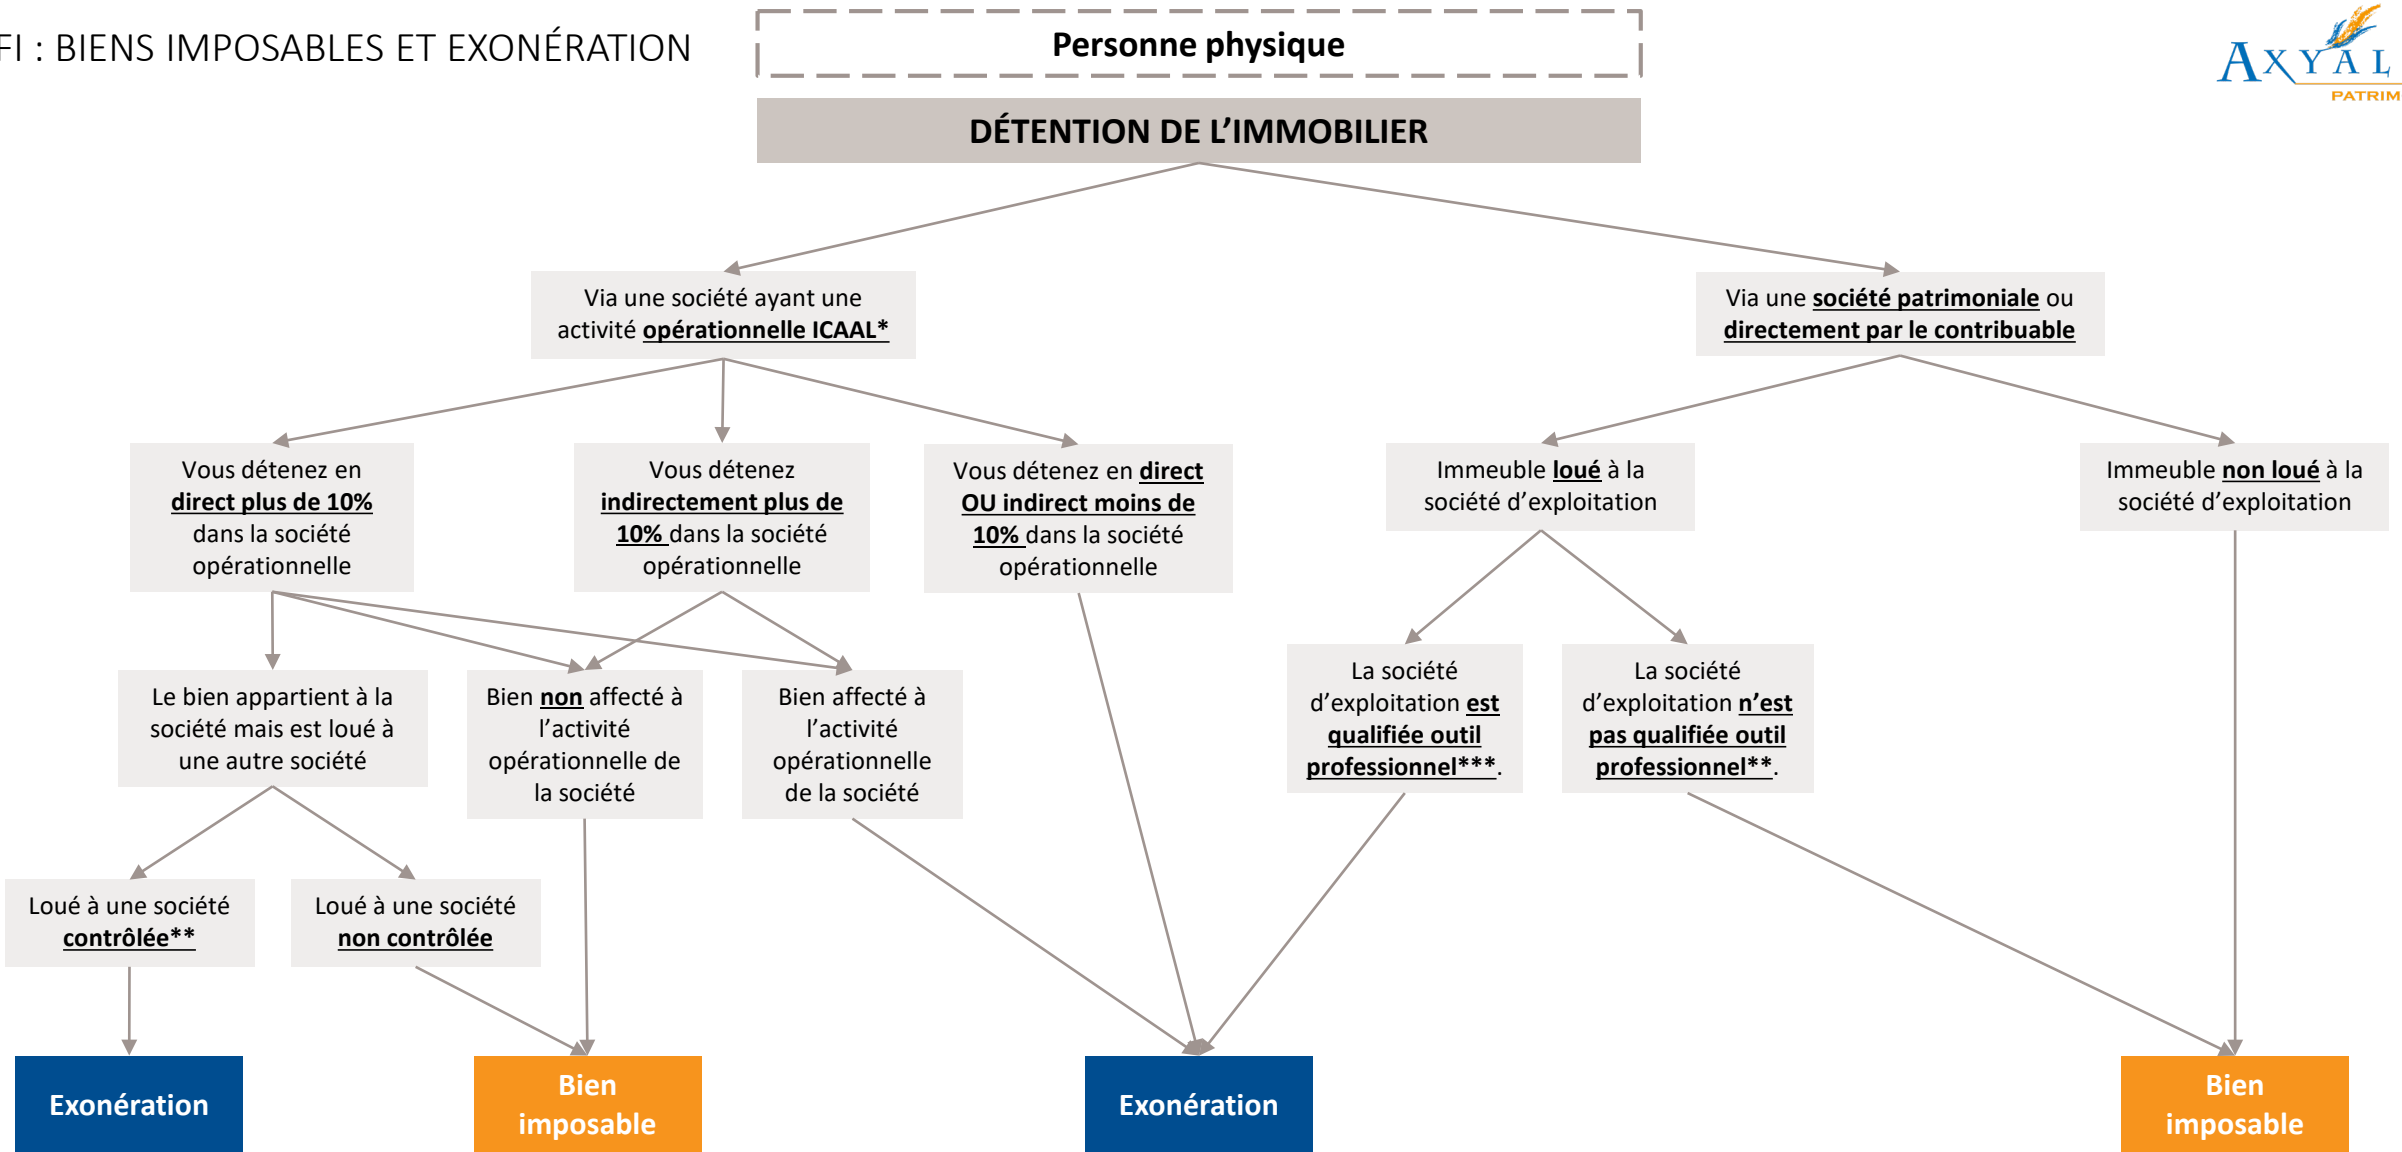 FI : BIENS IMPOSABLES ET EXONÉRATION
Personne physique
AXYAL
PATRIM
DÉTENTION DE L’IMMOBILIER
Via une société ayant une
activité opérationnelle ICAAL*
Via une société patrimoniale ou
directement par le contribuable
Vous détenez en
direct plus de 10%
dans la société
opérationnelle
Vous détenez
indirectement plus de
10% dans la société
opérationnelle
Vous détenez en direct
OU indirect moins de
10% dans la société
opérationnelle
Immeuble loué à la
société d’exploitation
Immeuble non loué à la
société d’exploitation
Le bien appartient à la
société mais est loué à
une autre société
Bien non affecté à
l’activité
opérationnelle de
la société
Bien affecté à
l’activité
opérationnelle
de la société
La société
d’exploitation est
qualifiée outil
professionnel***.
La société
d’exploitation n’est
pas qualifiée outil
professionnel**.
Loué à une société
contrôlée**
Loué à une société
non contrôlée
Exonération
Bien
imposable
Exonération
Bien
imposable